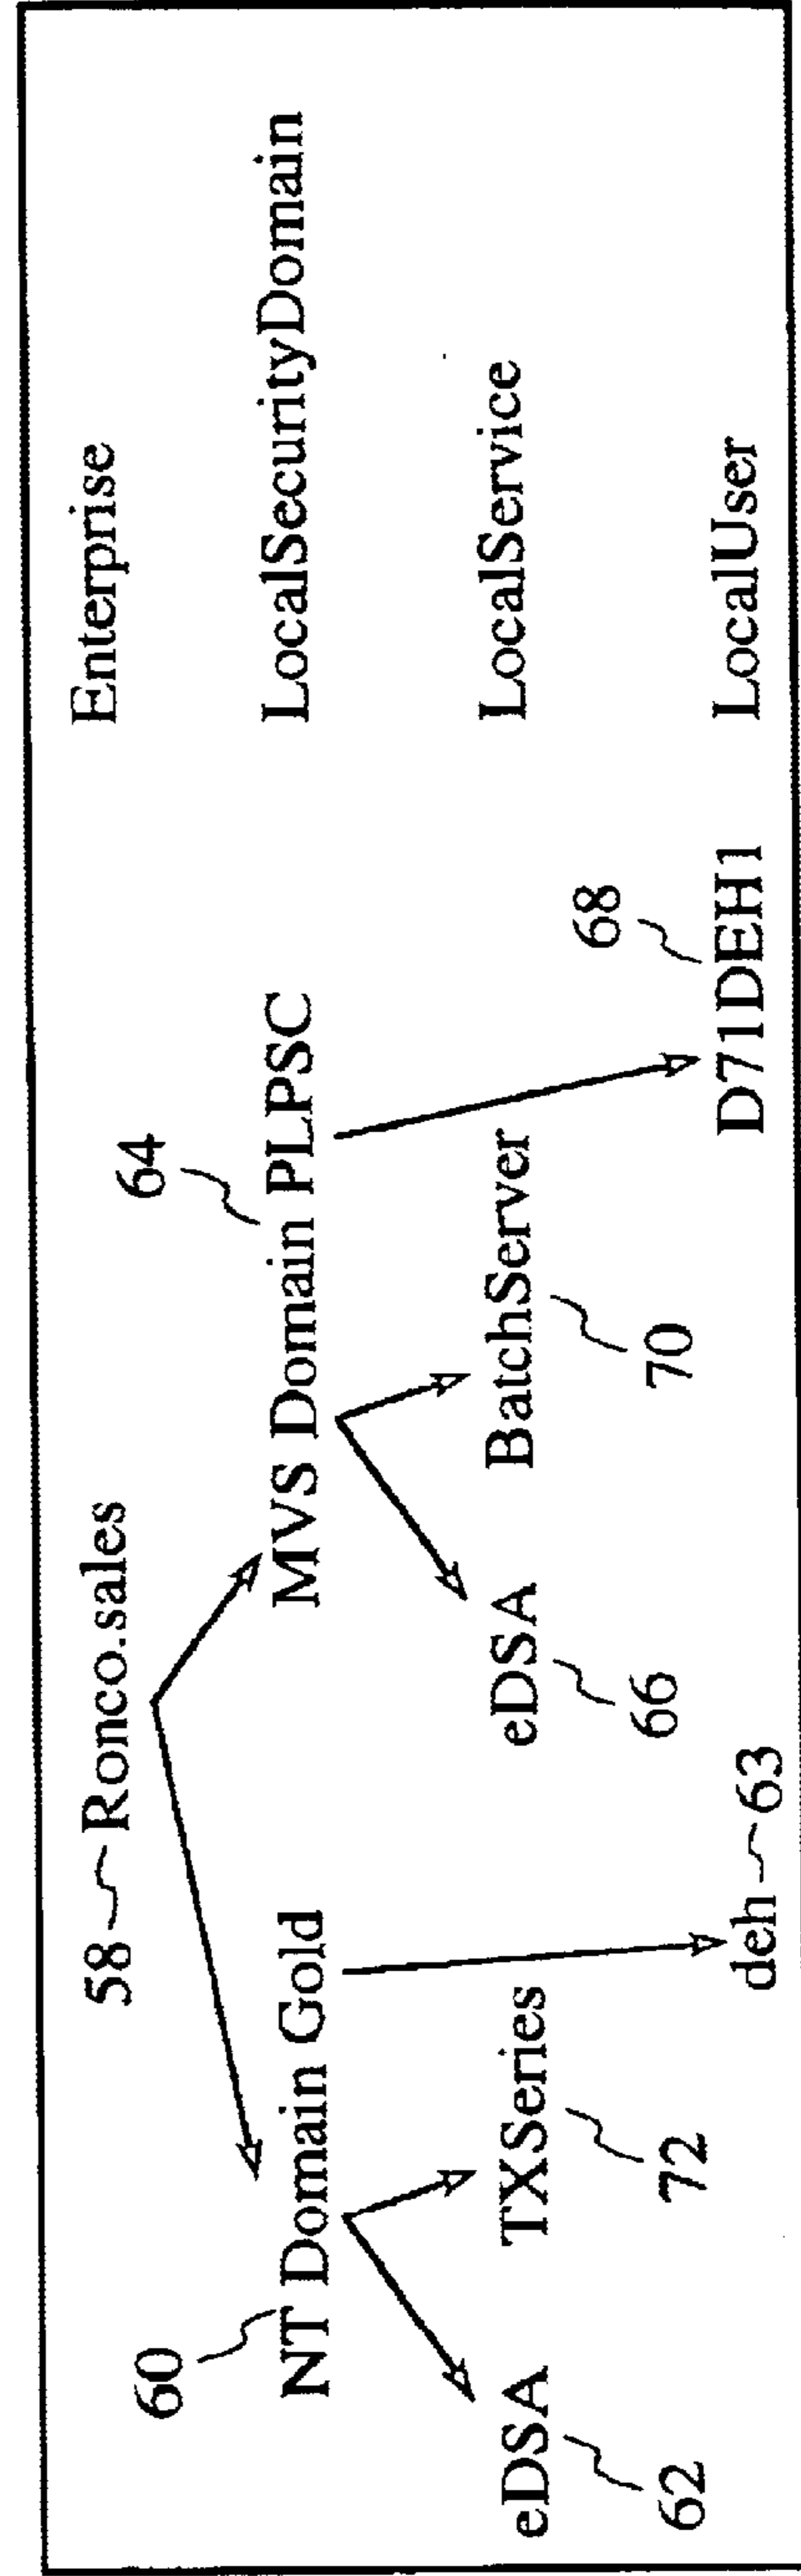 58 Ronco.sales Enterprise
60 64
NT Domain Gold MVS Domain PLPSC LocalSecurityDomain
eDSA TXSeries eDSA BatchServer LocalService
62 72 66 70 68
deh 63 D71DEH1 LocalUser